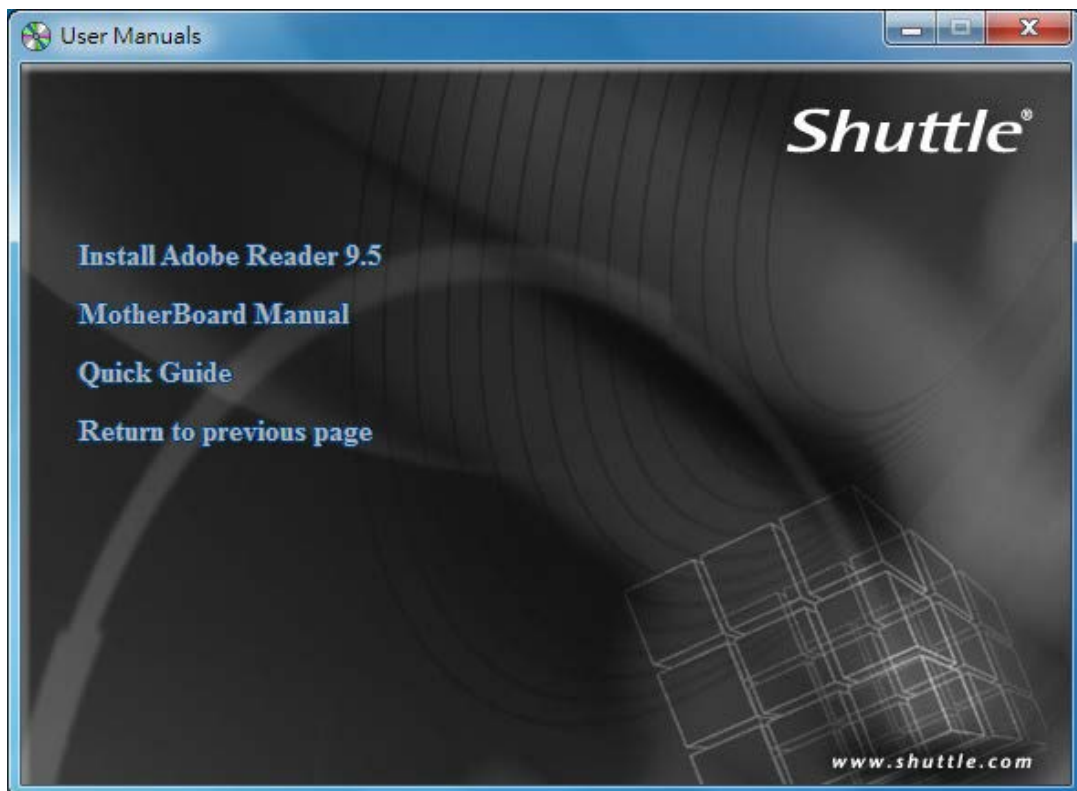 User Manuals
Shuttle®
Install Adobe Reader 9.5
MotherBoard Manual
Quick Guide
Return to previous page
www.shuttle.com